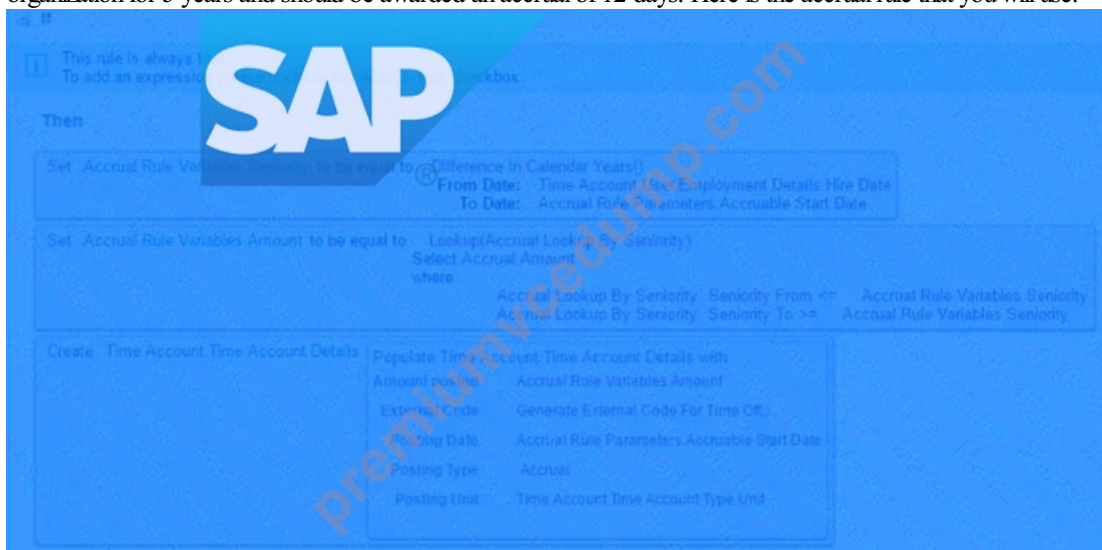 organization for 5 years and should be awarded an accrual of 12 days. Here is the accrual rule that you will use:
If
This rule is always
To add an expression checkbox
SAP
Then
Set Accrual Rule Variables Seniority to be equal to Difference In Calendar Years()
®
From Date: Time Account User Employment Details Hire Date
To Date: Accrual Rule Parameters Accruable Start Date
Set Accrual Rule Variables Amount to be equal to Lookup(Accrual Lookup By Seniority)
Select Accrual Amount
where
Accrual Lookup By Seniority Seniority From <= Accrual Rule Variables Seniority
Accrual Lookup By Seniority Seniority To >= Accrual Rule Variables Seniority
Create Time Account.Time Account Details Populate Time Account.Time Account Details with
Amount posted Accrual Rule Variables Amount
External Code Generate External Code For Time Off()
Posting Date Accrual Rule Parameters.Accruable Start Date
Posting Type Accrual
Posting Unit Time Account Time Account Type.Unit
premiumvcedump.com